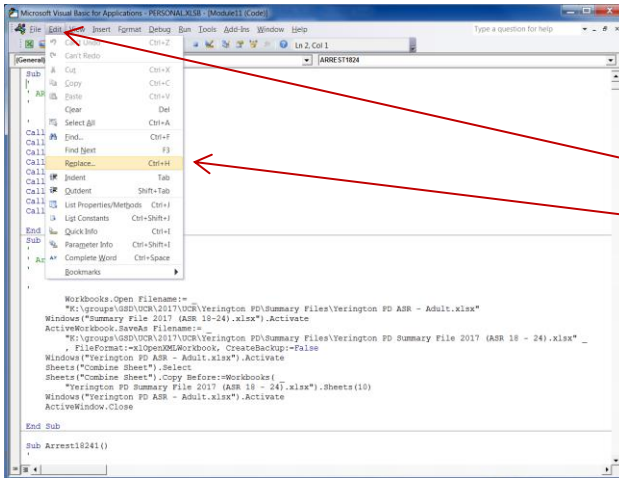 Microsoft Visual Basic for Applications - PERSONAL.XLSB - [Module11 (Code)]
File Edit View Insert Format Debug Run Tools Add-Ins Window Help Type a question for help
Can't Undo Ctrl+Z Ln 2, Col 1
(General) Can't Redo ARREST1824
Sub Cut Ctrl+X
' Copy Ctrl+C
' AR Paste Ctrl+V
' Clear Del
Select All Ctrl+A
'
Call Find... Ctrl+F
Call Find Next F3
Call Replace... Ctrl+H
Call Indent Tab
Call Outdent Shift+Tab
Call List Properties/Methods Ctrl+J
Call List Constants Ctrl+Shift+J
End Quick Info Ctrl+I
Sub Parameter Info Ctrl+Shift+I
' Ar Complete Word Ctrl+Space
' Bookmarks
'
Workbooks.Open Filename:= _
"K:\groups\GSD\UCR\2017\UCR\Yerington PD\Summary Files\Yerington PD ASR - Adult.xlsx"
Windows("Summary File 2017 (ASR 18-24).xlsx").Activate
ActiveWorkbook.SaveAs Filename:= _
"K:\groups\GSD\UCR\2017\UCR\Yerington PD\Yerington PD Summary File 2017 (ASR 18 - 24).xlsx" _
, FileFormat:=xlOpenXMLWorkbook, CreateBackup:=False
Windows("Yerington PD ASR - Adult.xlsx").Activate
Sheets("Combine Sheet").Select
Sheets("Combine Sheet").Copy Before:=Workbooks( _
"Yerington PD Summary File 2017 (ASR 18 - 24).xlsx").Sheets(10)
Windows("Yerington PD ASR - Adult.xlsx").Activate
ActiveWindow.Close
End Sub
Sub Arrest18241()
'